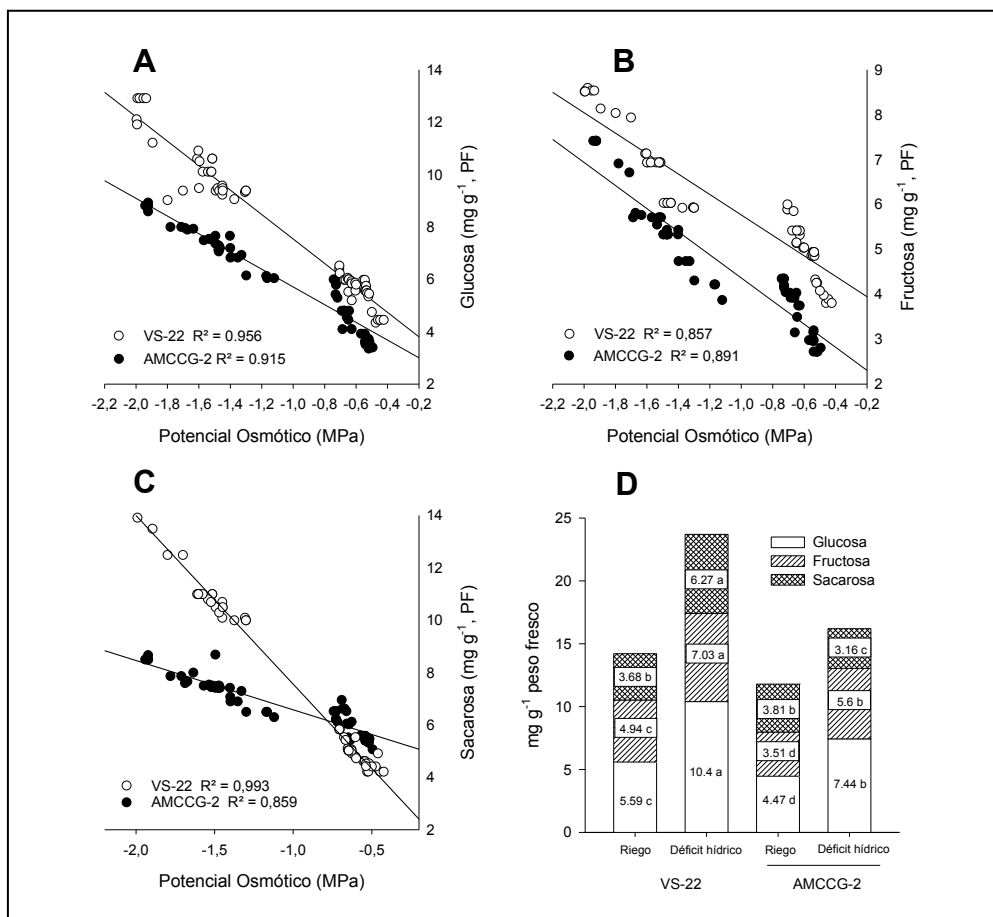 A
14
12
10
8
6
4
2
Glucosa (mg g⁻¹, PF)
VS-22 R² = 0.956
AMCCG-2 R² = 0.915
-2,2 -2,0 -1,8 -1,6 -1,4 -1,2 -1,0 -0,8 -0,6 -0,4 -0,2
Potencial Osmótico (MPa)
B
9
8
7
6
5
4
3
2
Fructosa (mg g⁻¹, PF)
VS-22 R² = 0,857
AMCCG-2 R² = 0,891
-2,2 -2,0 -1,8 -1,6 -1,4 -1,2 -1,0 -0,8 -0,6 -0,4 -0,2
Potencial Osmótico (MPa)
C
14
12
10
8
6
4
2
Sacarosa (mg g⁻¹, PF)
VS-22 R² = 0,993
AMCCG-2 R² = 0,859
-2,0 -1,5 -1,0 -0,5
Potencial Osmótico (MPa)
D
mg g⁻¹ peso fresco
25
20
15
10
5
0
Glucosa
Fructosa
Sacarosa
3.68 b
4.94 c
5.59 c
6.27 a
7.03 a
10.4 a
3.81 b
3.51 d
4.47 d
3.16 c
5.6 b
7.44 b
Riego Déficit hídrico Riego Déficit hídrico
VS-22 AMCCG-2